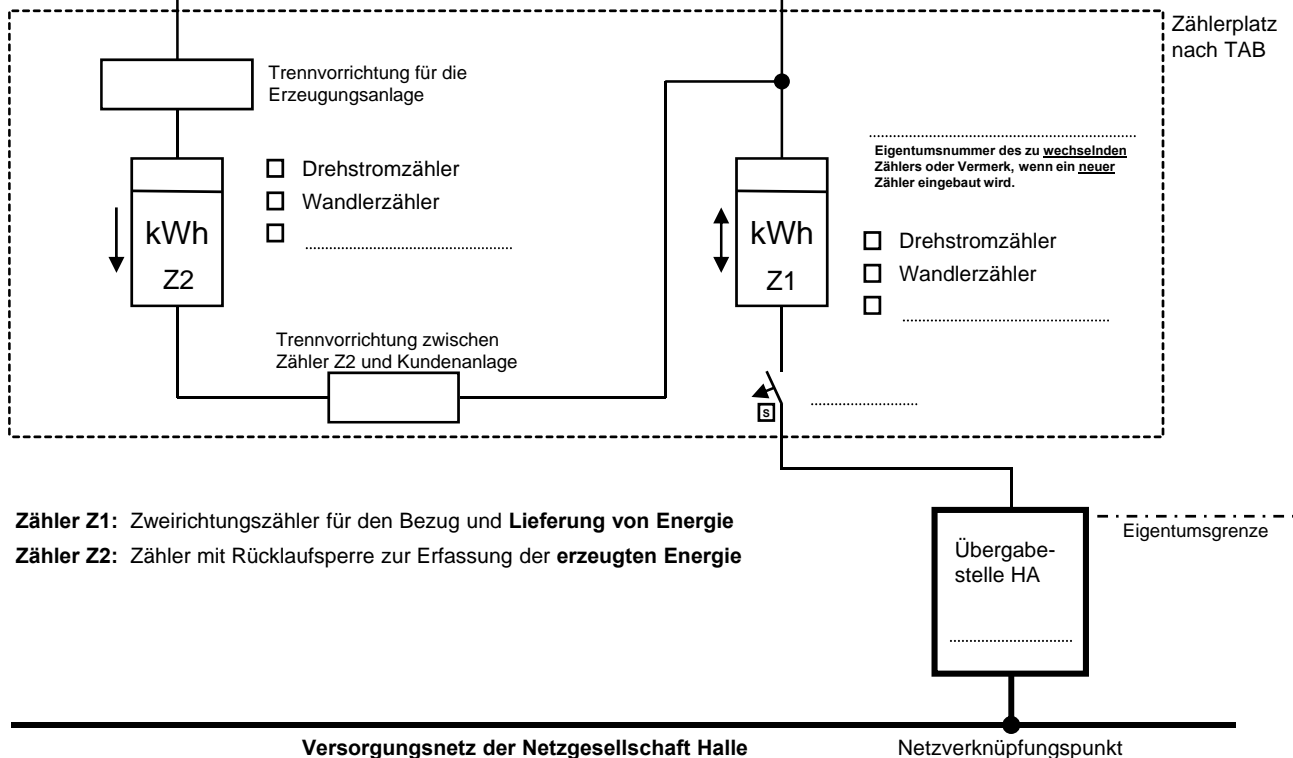 Zählerplatz
nach TAB
Trennvorrichtung für die
Erzeugungsanlage
Eigentumsnummer des zu wechselnden
Zählers oder Vermerk, wenn ein neuer
Zähler eingebaut wird.
Drehstromzähler
Wandlerzähler
kWh
Z2
kWh
Z1
Drehstromzähler
Wandlerzähler
Trennvorrichtung zwischen
Zähler Z2 und Kundenanlage
S
Zähler Z1: Zweirichtungszähler für den Bezug und Lieferung von Energie
Zähler Z2: Zähler mit Rücklaufsperre zur Erfassung der erzeugten Energie
Eigentumsgrenze
Übergabe-
stelle HA
Versorgungsnetz der Netzgesellschaft Halle
Netzverknüpfungspunkt